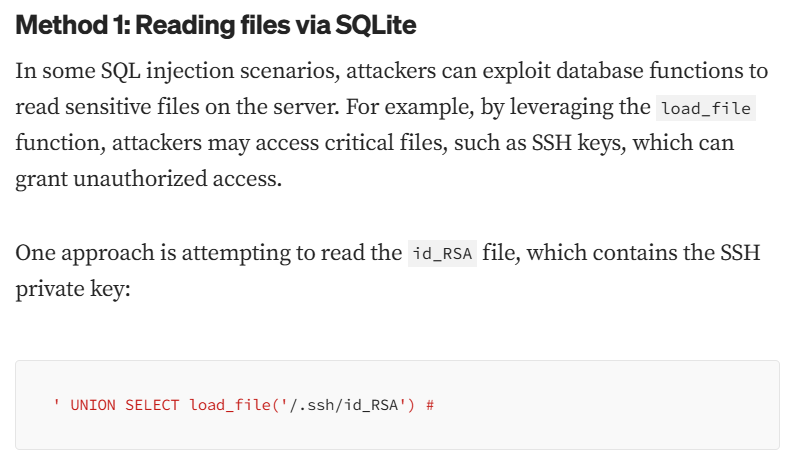 Method 1: Reading files via SQLite
In some SQL injection scenarios, attackers can exploit database functions to
read sensitive files on the server. For example, by leveraging the load_file
function, attackers may access critical files, such as SSH keys, which can
grant unauthorized access.
One approach is attempting to read the id_RSA file, which contains the SSH
private key:
' UNION SELECT load_file('/.ssh/id_RSA') #